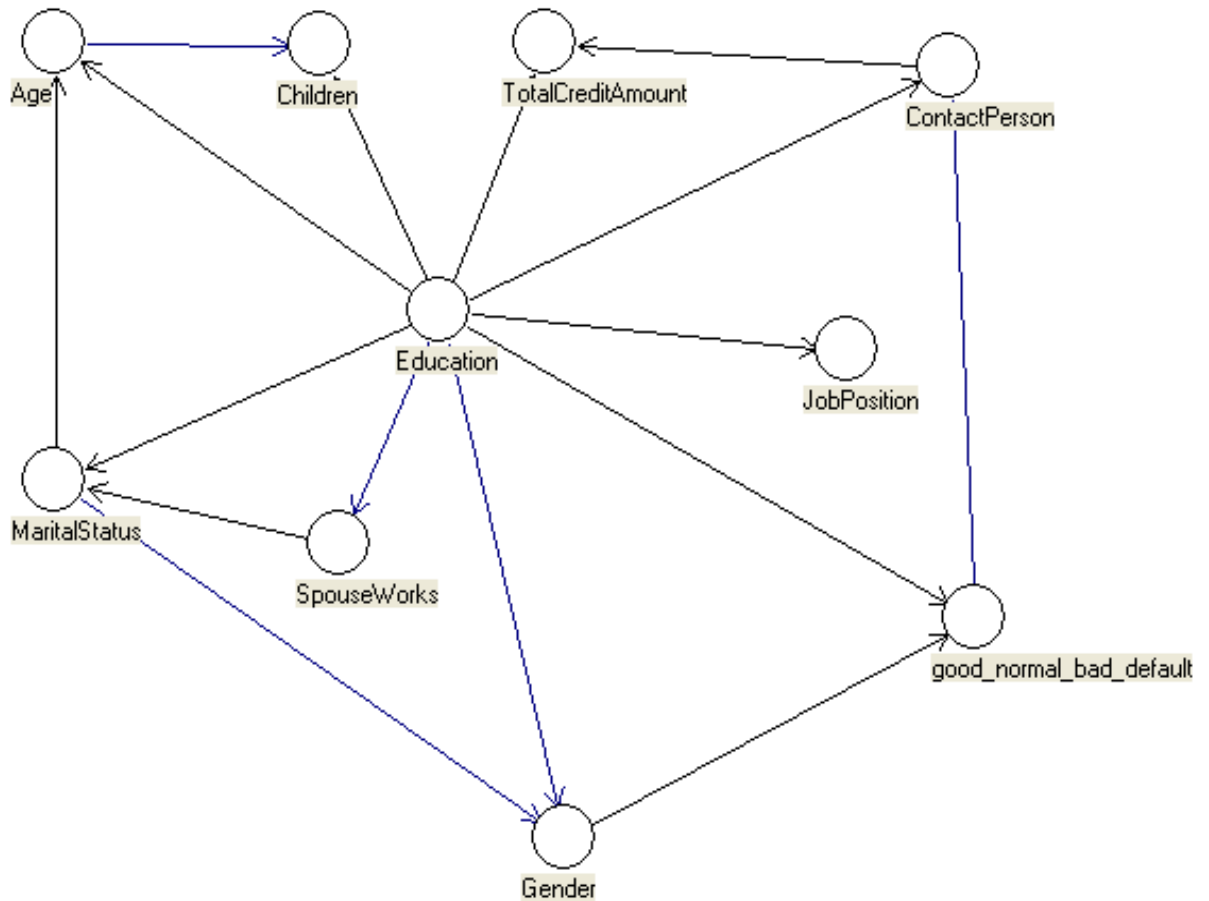 Age
Children
TotalCreditAmount
ContactPerson
Education
JobPosition
MaritalStatus
SpouseWorks
good_normal_bad_default
Gender